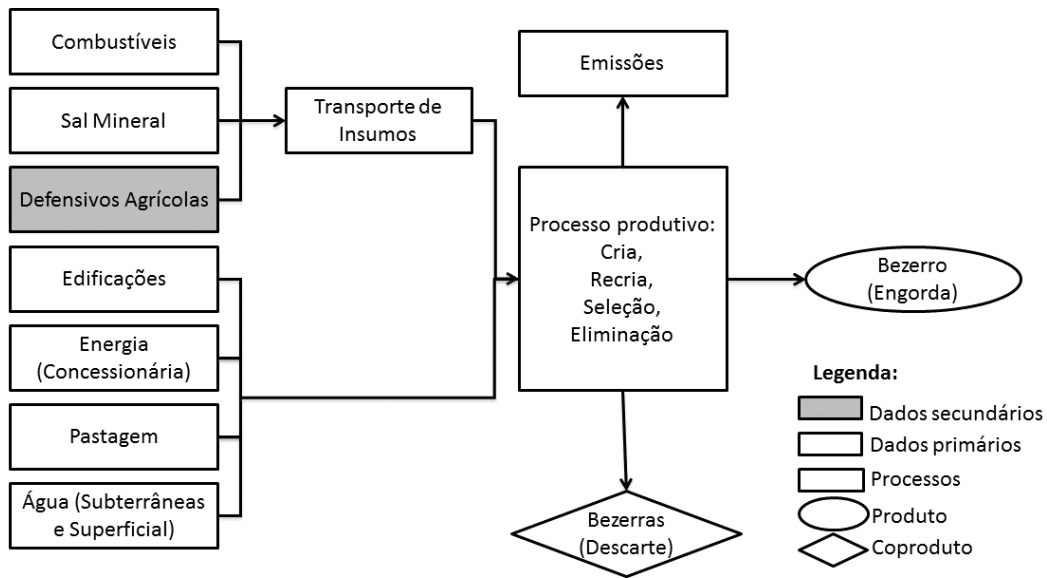 Combustíveis
Sal Mineral
Defensivos Agrícolas
Edificações
Energia
(Concessionária)
Pastagem
Água (Subterrâneas
e Superficial)
Transporte de
Insumos
Emissões
Processo produtivo:
Cria,
Recria,
Seleção,
Eliminação
Bezerras
(Descarte)
Bezerro
(Engorda)
Legenda:
Dados secundários
Dados primários
Processos
Produto
Coproduto